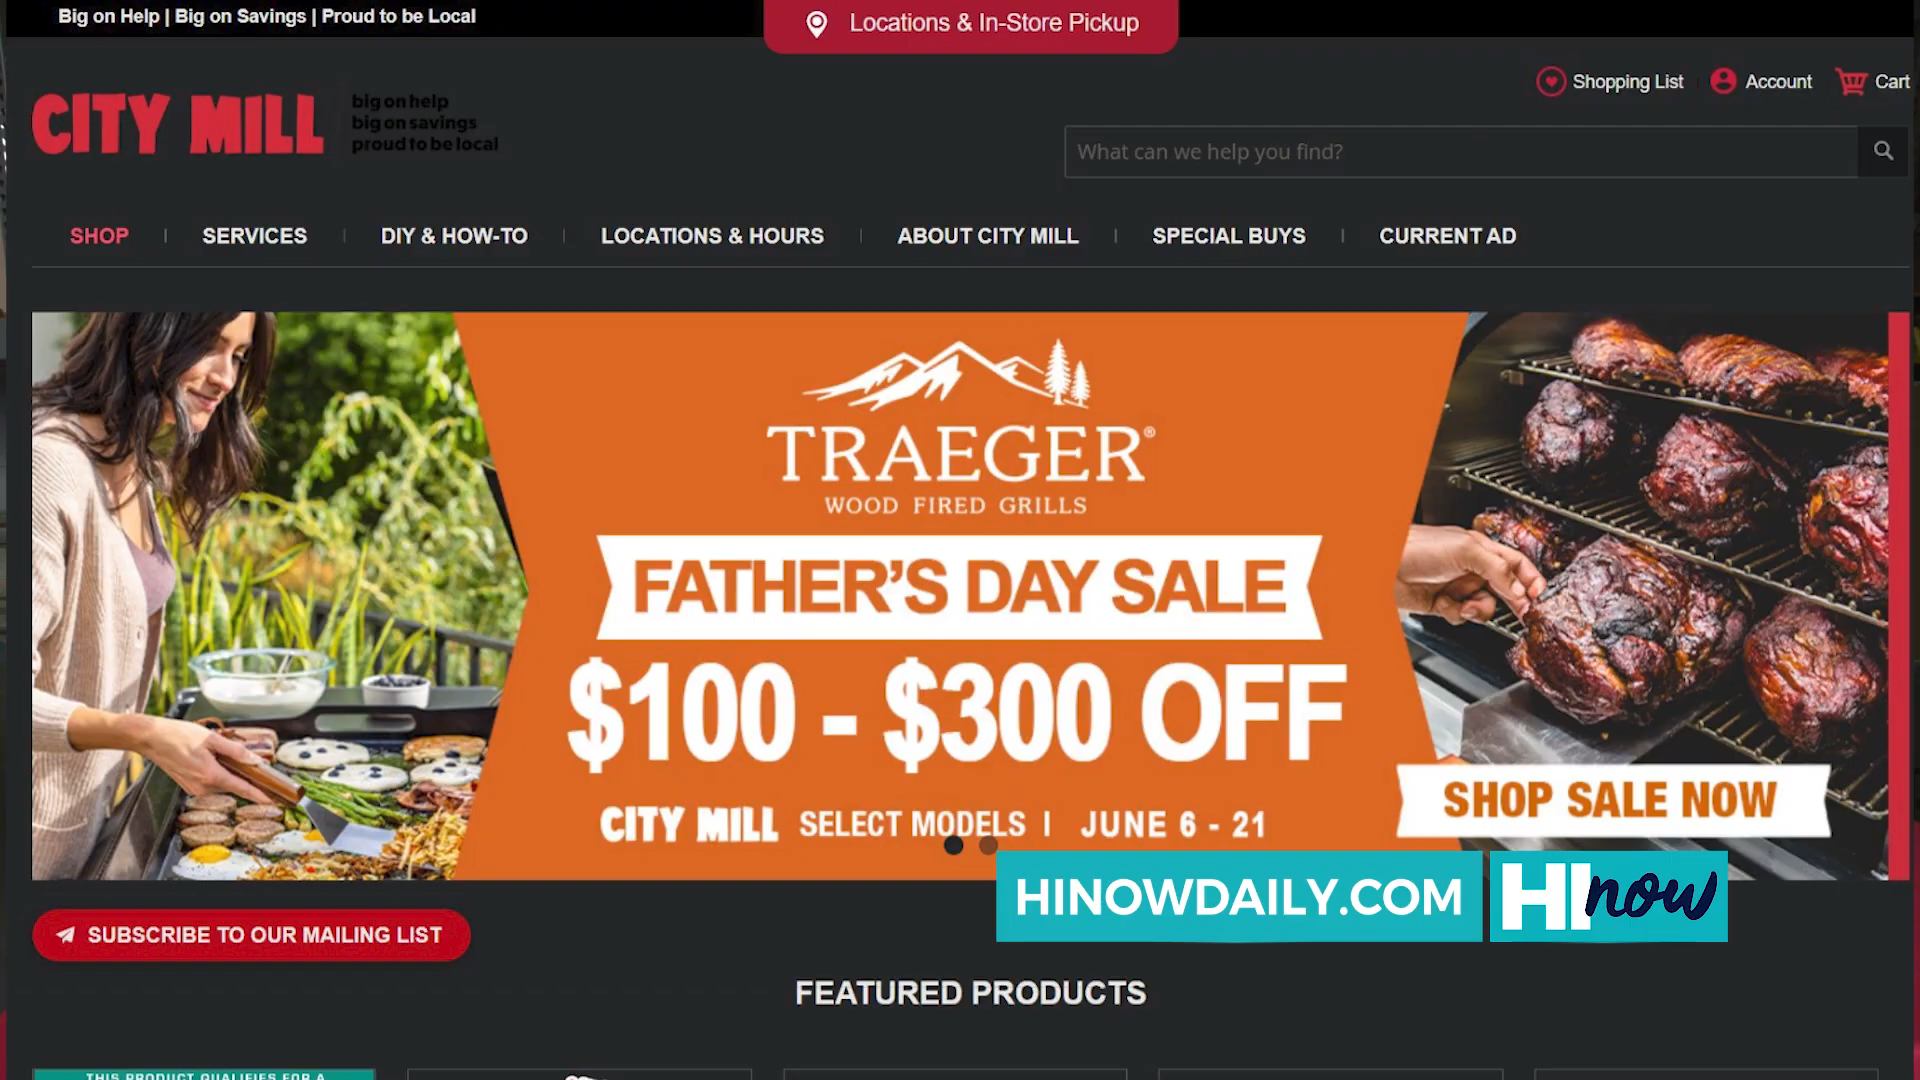 Big on Help | Big on Savings | Proud to be Local
Locations & In-Store Pickup
CITY MILL
big on help
big on savings
proud to be local
Shopping List
Account
Cart
What can we help you find?
SHOP | SERVICES | DIY & HOW-TO | LOCATIONS & HOURS | ABOUT CITY MILL | SPECIAL BUYS | CURRENT AD
TRAEGER®
WOOD FIRED GRILLS
FATHER'S DAY SALE
$100 - $300 OFF
CITY MILL SELECT MODELS | JUNE 6 - 21
SHOP SALE NOW
HINOWDAILY.COM
HI now
SUBSCRIBE TO OUR MAILING LIST
FEATURED PRODUCTS
THIS PRODUCT QUALIFIES FOR A